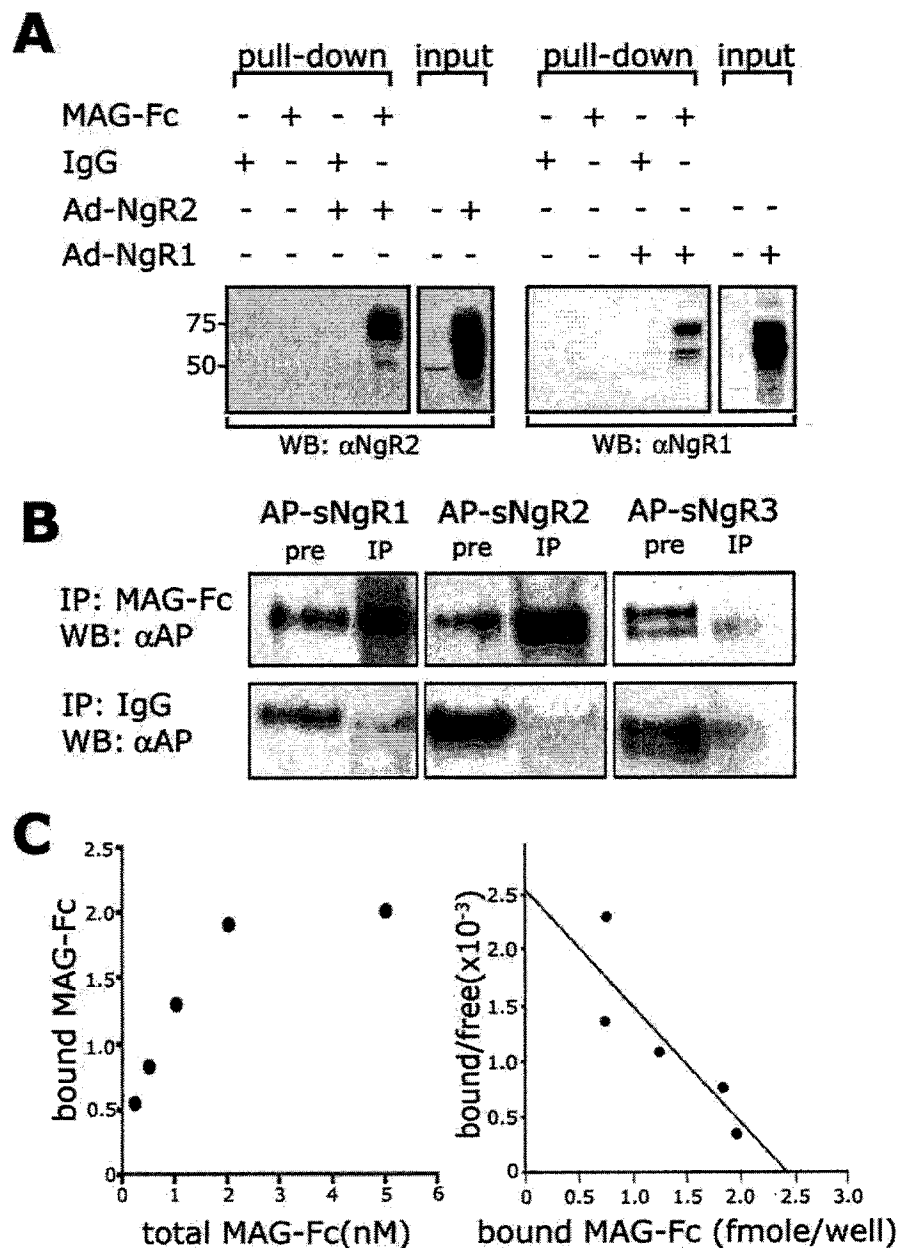 A
pull-down input pull-down input
MAG-Fc - + - + - + - +
IgG + - + - + - + -
Ad-NgR2 - - + + - + - - - - - -
Ad-NgR1 - - - - - - - - + + - +
75
50
WB: αNgR2 WB: αNgR1
B
AP-sNgR1 AP-sNgR2 AP-sNgR3
pre IP pre IP pre IP
IP: MAG-Fc
WB: αAP
IP: IgG
WB: αAP
C
bound MAG-Fc
2.5
2.0
1.5
1.0
0.5
0
0 1 2 3 4 5 6
total MAG-Fc(nM)
bound/free(x10⁻³)
2.5
2.0
1.5
1.0
0.5
0
0 0.5 1.0 1.5 2.0 2.5 3.0
bound MAG-Fc (fmole/well)